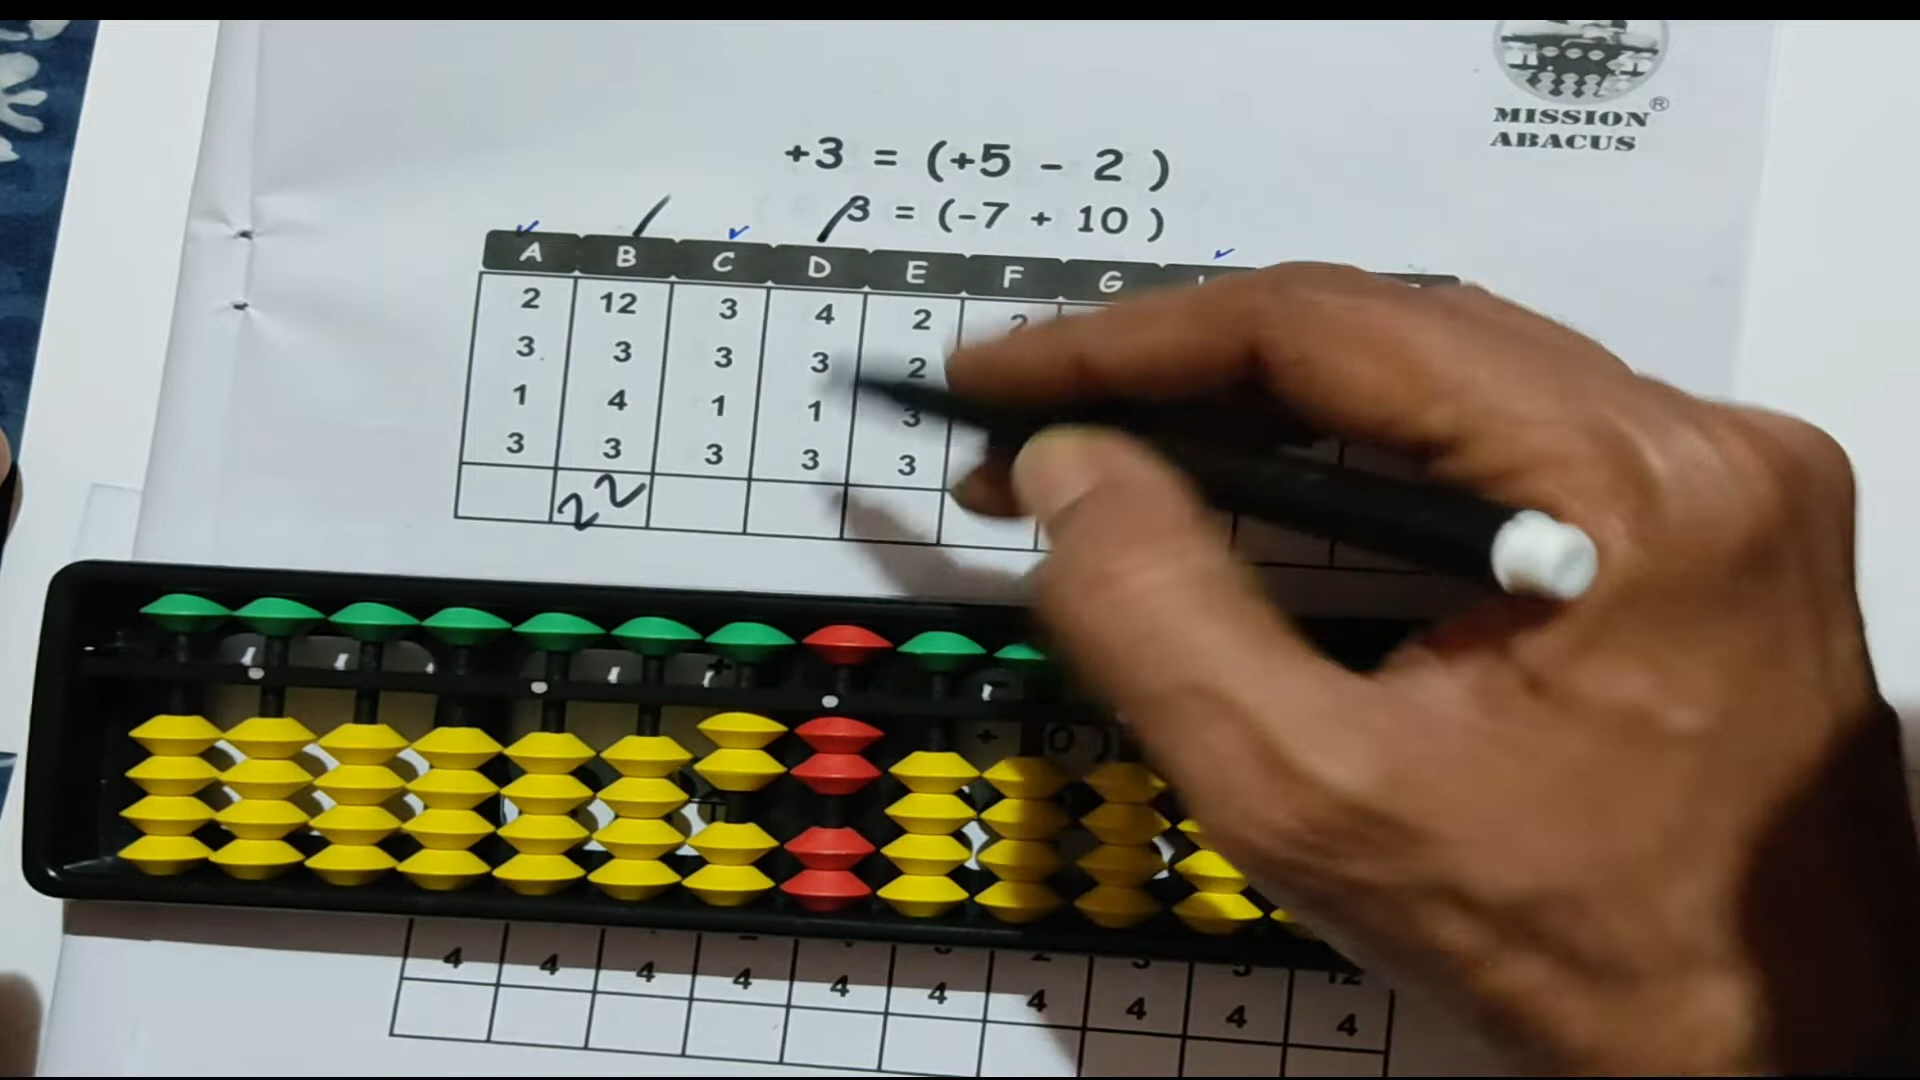 MISSION ®
ABACUS
+3 = (+5 - 2 )
3 = (-7 + 10 )
A B C D E F G
2 12 3 4 2 2
3 3 3 3 2
1 4 1 1 3
3 3 3 3 3
22
4 4 4 4 4 4 4 4 4 4